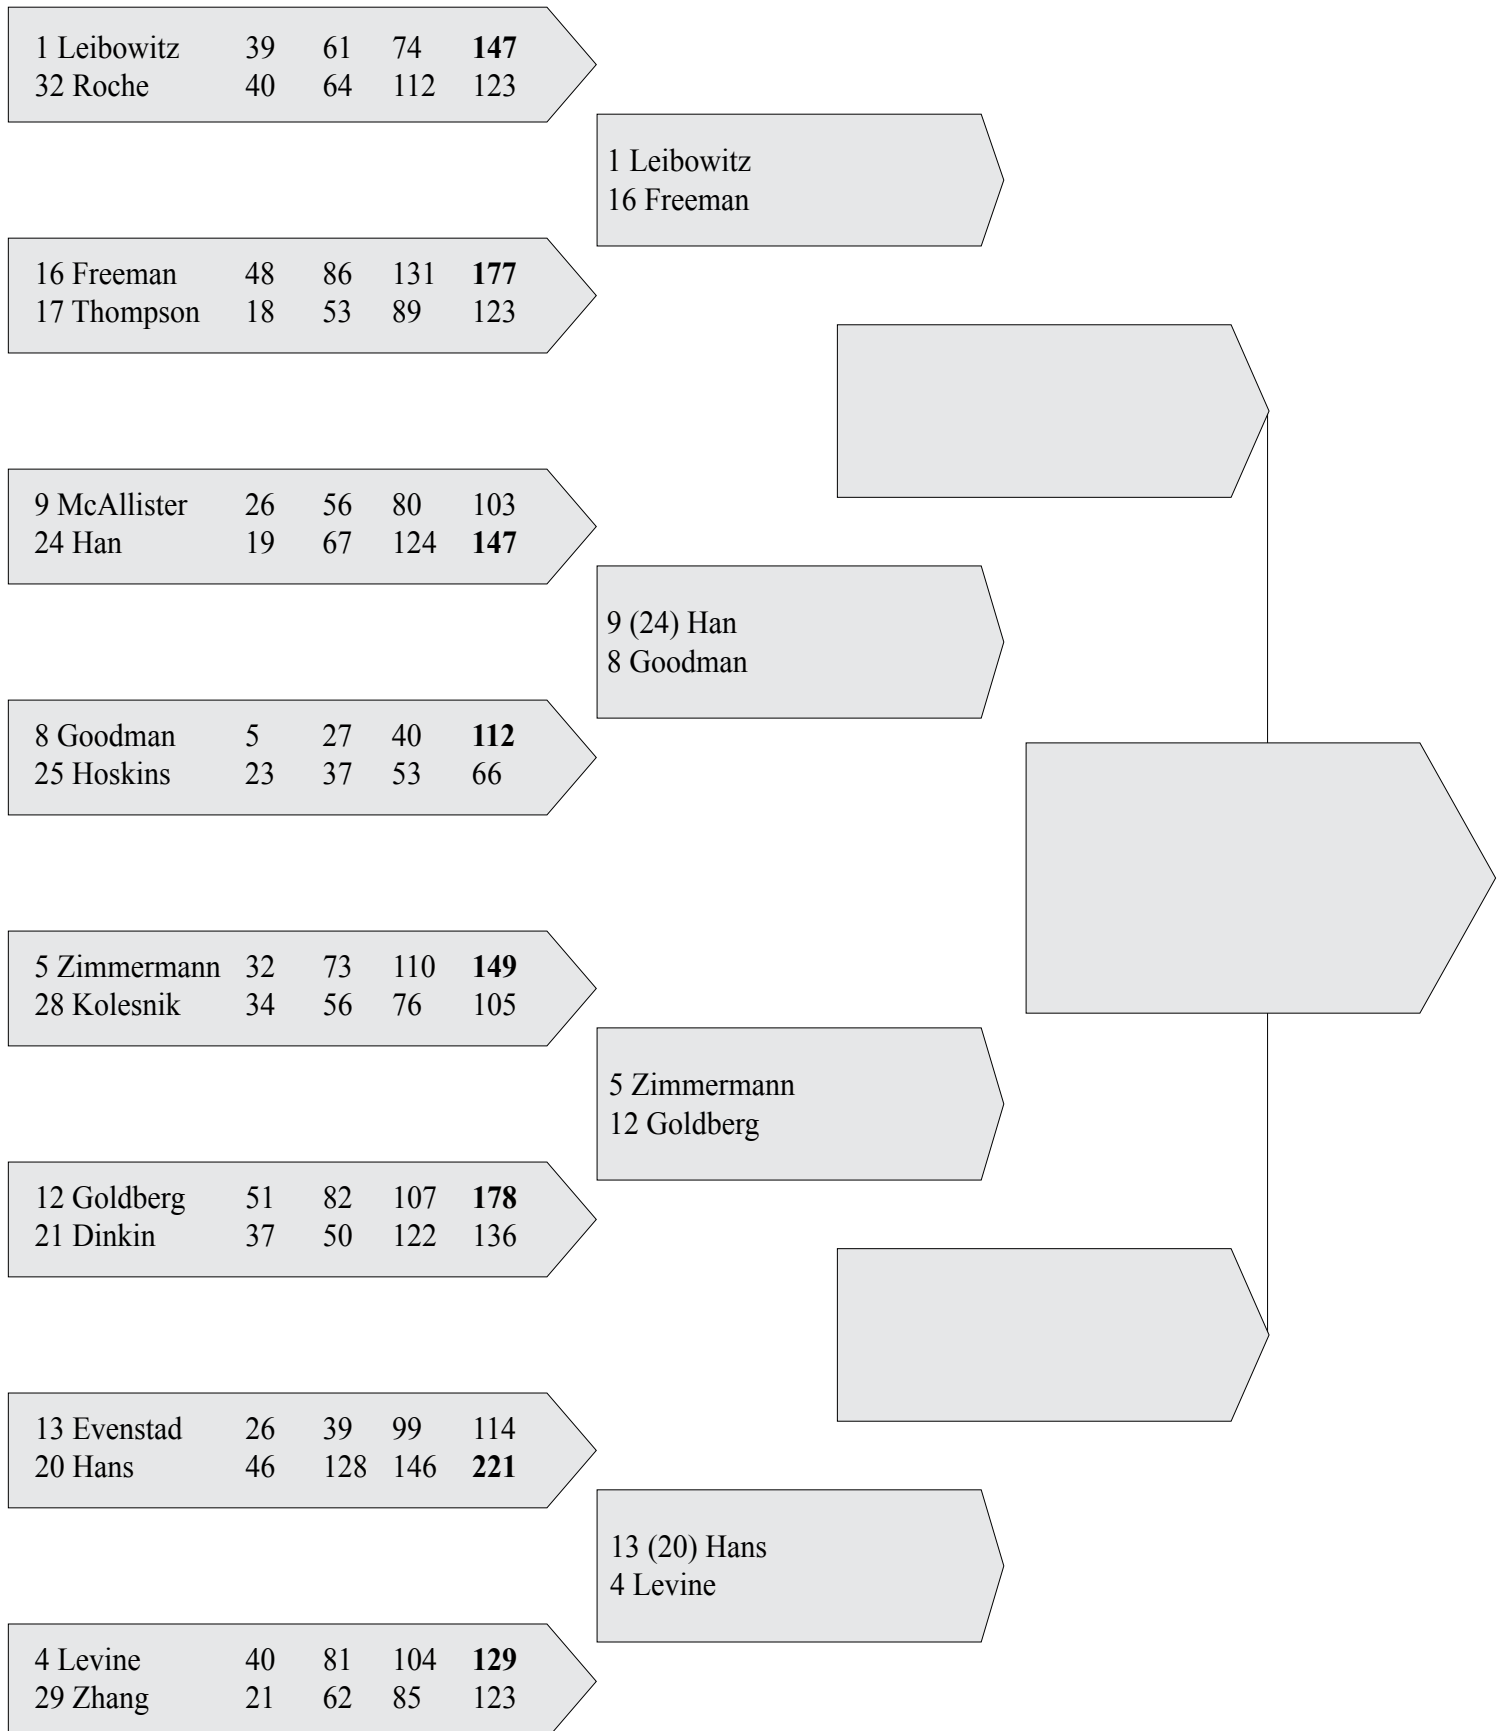 1 Leibowitz 39 61 74 147
32 Roche 40 64 112 123
1 Leibowitz
16 Freeman
16 Freeman 48 86 131 177
17 Thompson 18 53 89 123
9 McAllister 26 56 80 103
24 Han 19 67 124 147
9 (24) Han
8 Goodman
8 Goodman 5 27 40 112
25 Hoskins 23 37 53 66
5 Zimmermann 32 73 110 149
28 Kolesnik 34 56 76 105
5 Zimmermann
12 Goldberg
12 Goldberg 51 82 107 178
21 Dinkin 37 50 122 136
13 Evenstad 26 39 99 114
20 Hans 46 128 146 221
13 (20) Hans
4 Levine
4 Levine 40 81 104 129
29 Zhang 21 62 85 123